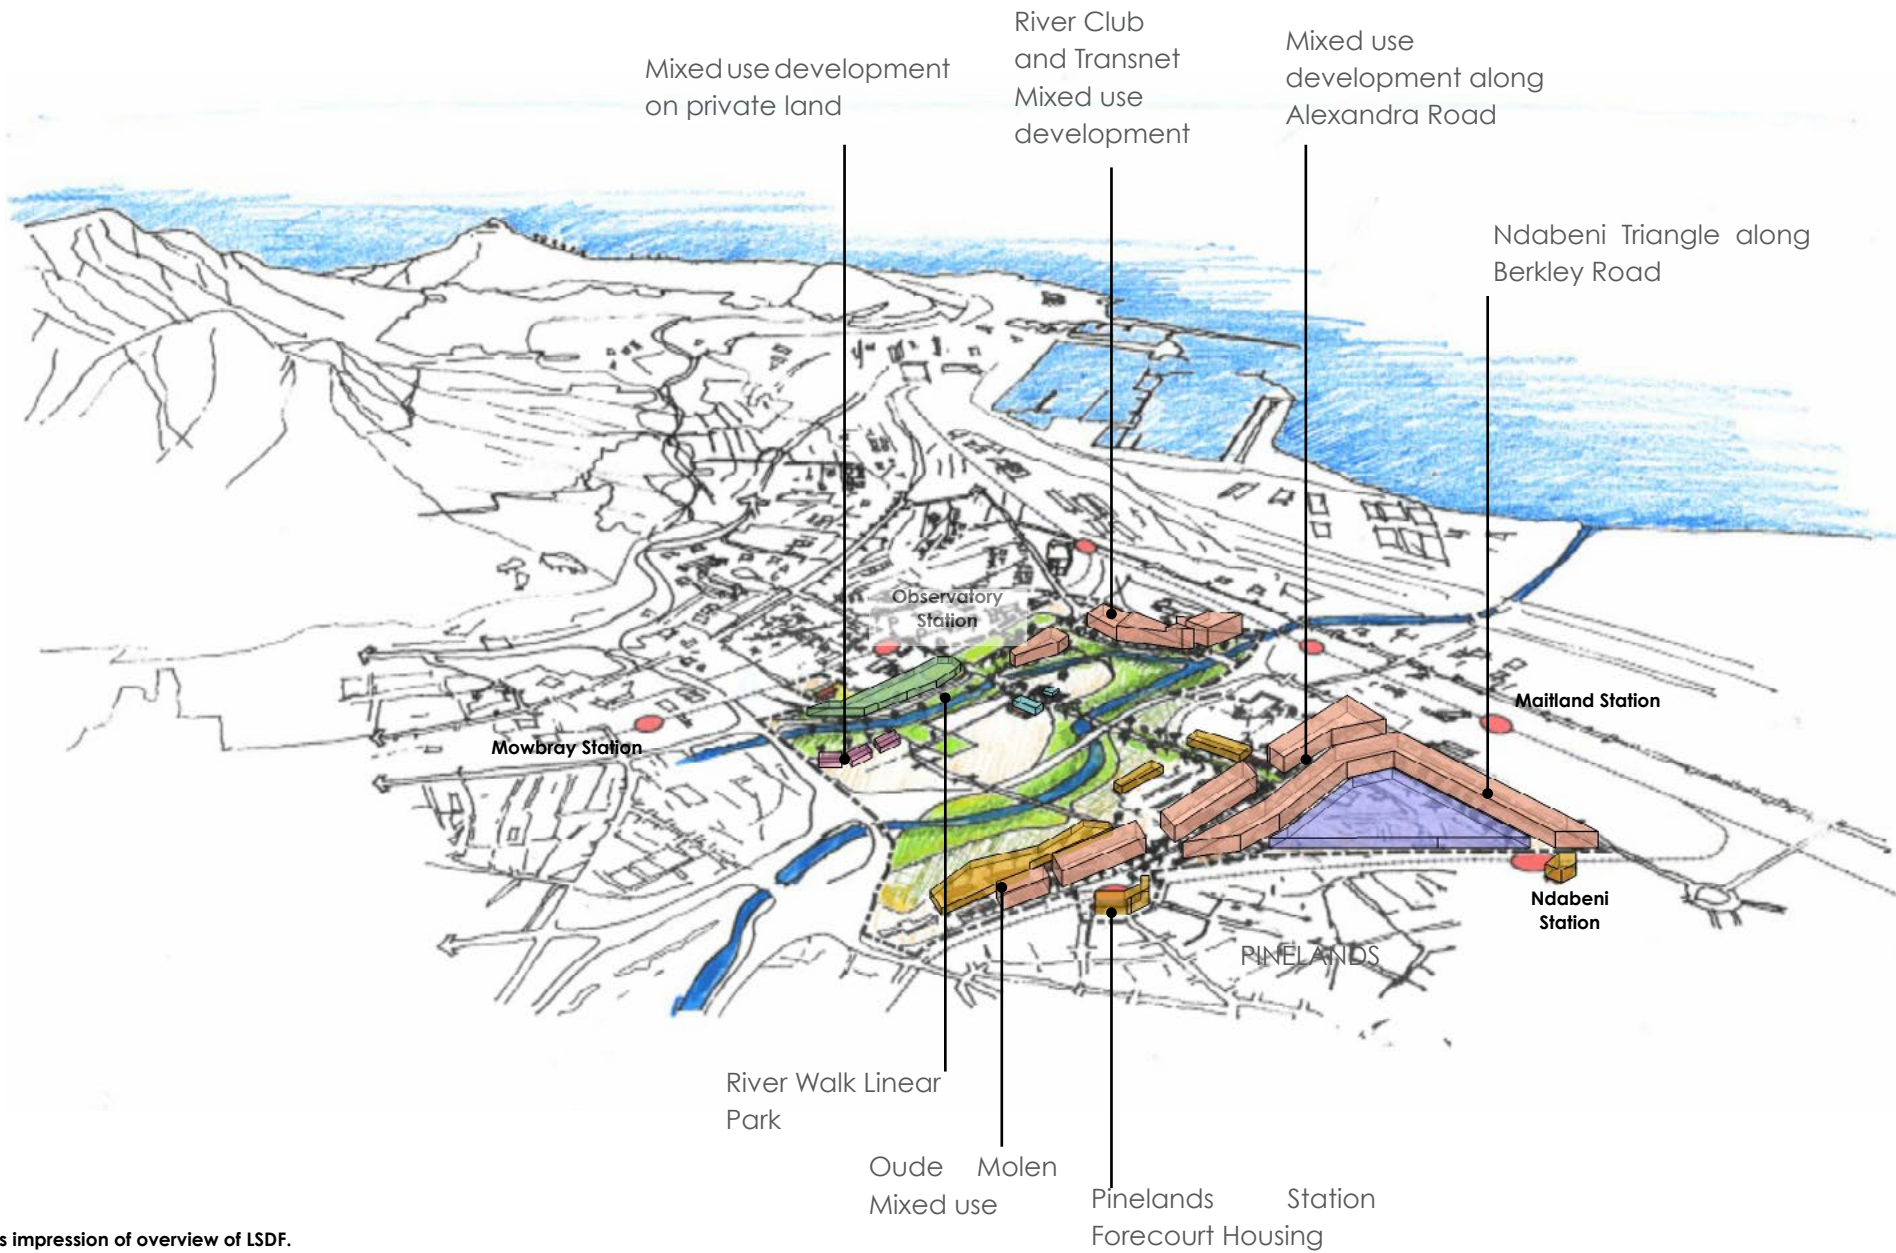 River Club
and Transnet
Mixed use
development
Mixed use
development along
Alexandra Road
Mixed use development
on private land
Ndabeni Triangle along
Berkley Road
Observatory
Station
Maitland Station
Mowbray Station
Ndabeni
Station
PINELANDS
River Walk Linear
Park
Oude Molen
Mixed use
Pinelands Station
Forecourt Housing
s impression of overview of LSDF.